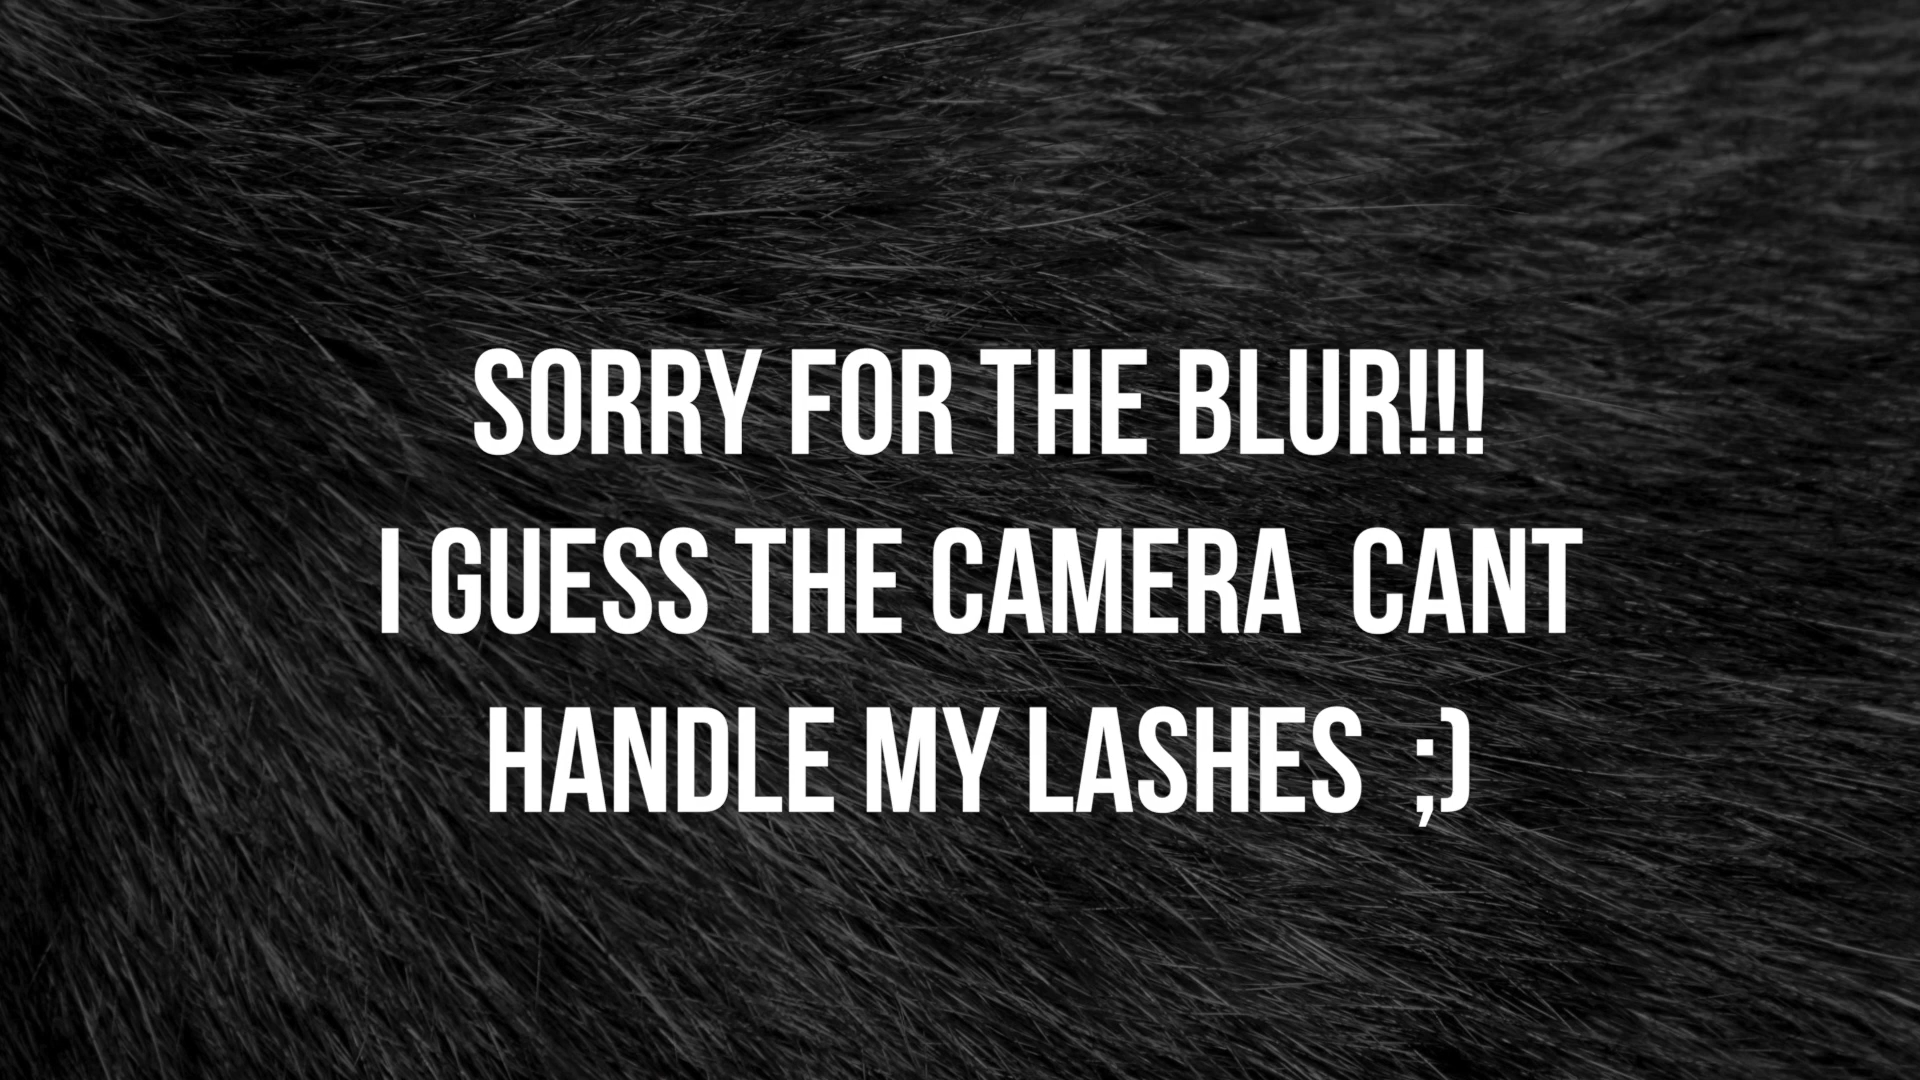 SORRY FOR THE BLUR!!!
I GUESS THE CAMERA  CANT
HANDLE MY LASHES  ;)